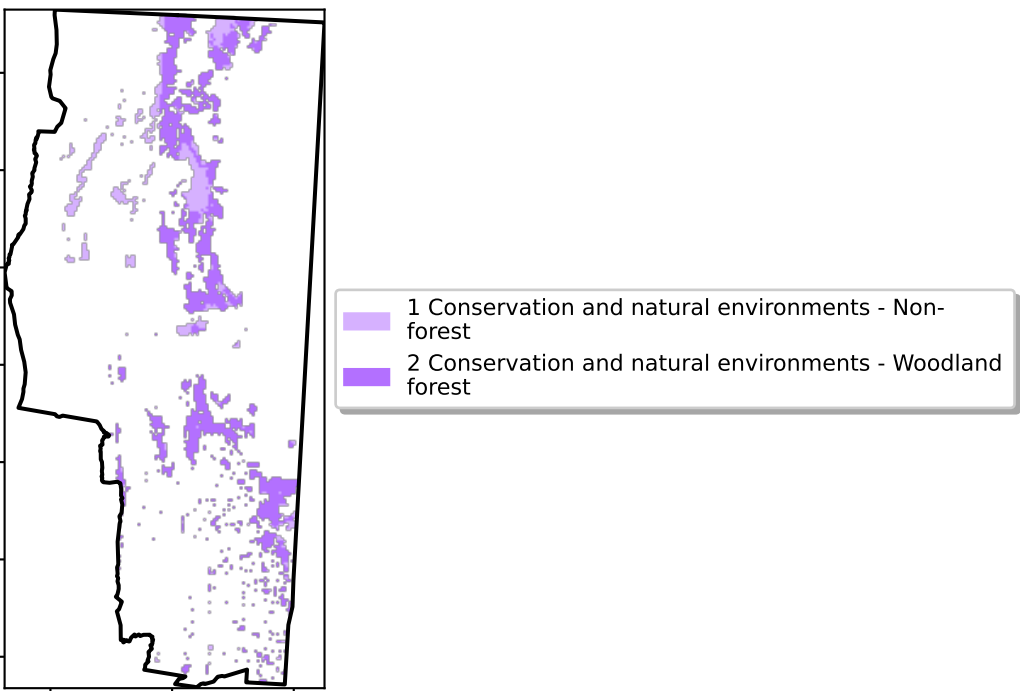 1 Conservation and natural environments - Non-
forest
2 Conservation and natural environments - Woodland
forest